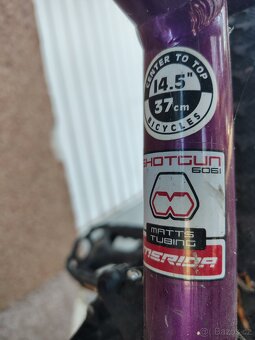 CENTER TO TOP
14.5"
37cm
BICYCLES
SHOTGUN
6061
MATTS
TUBING
MERIDA